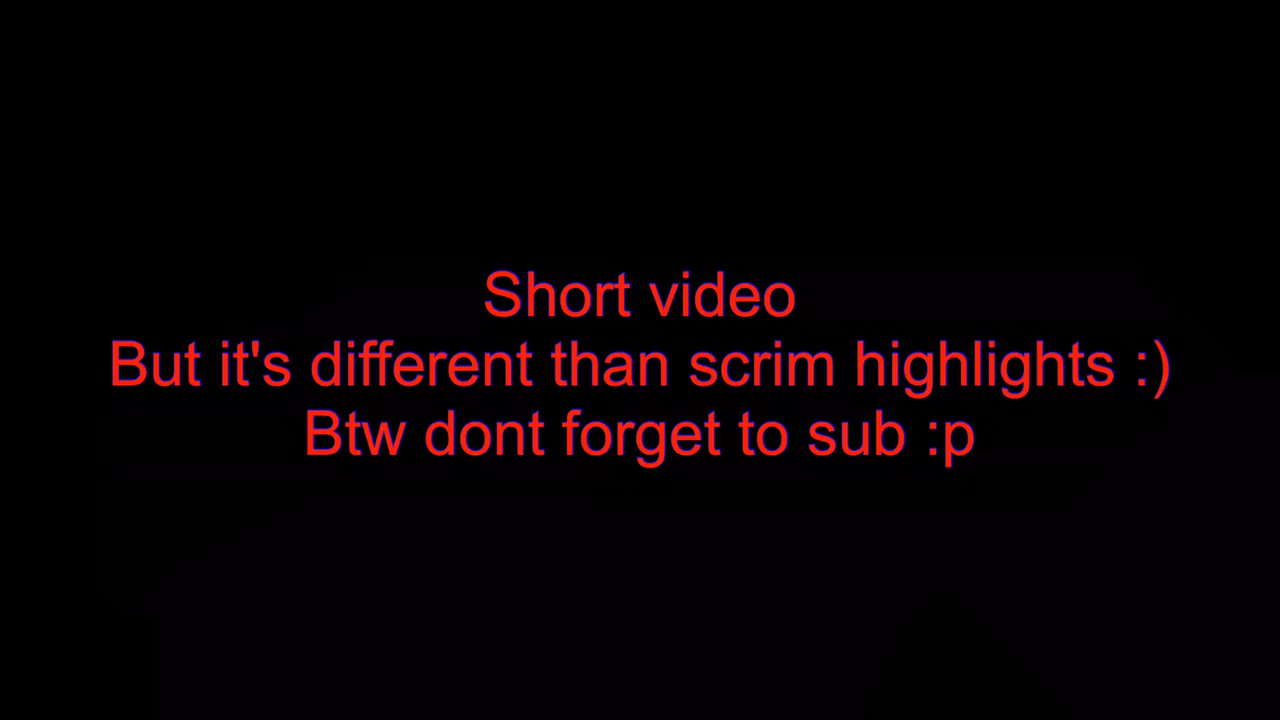 Short video
But it's different than scrim highlights :)
Btw dont forget to sub :p